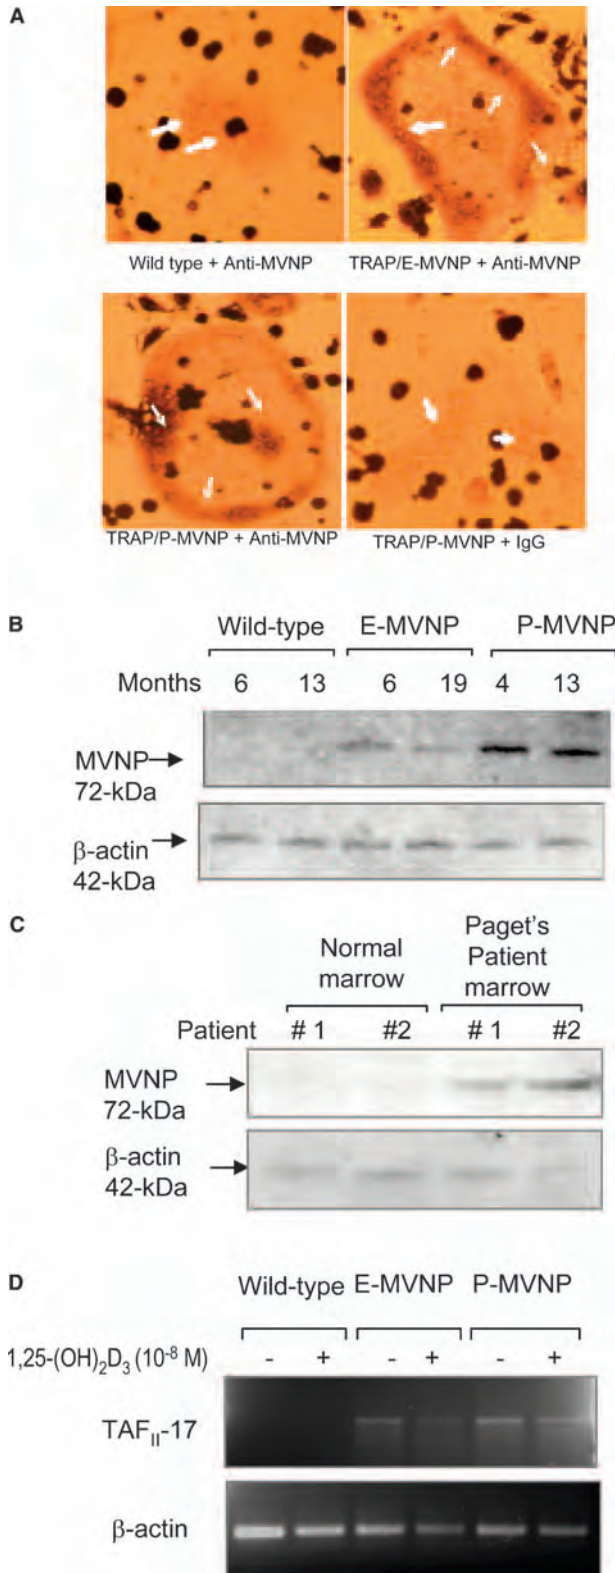 A
Wild type + Anti-MVNP
TRAP/E-MVNP + Anti-MVNP
TRAP/P-MVNP + Anti-MVNP
TRAP/P-MVNP + IgG
B
Wild-type
E-MVNP
P-MVNP
Months 6 13 6 19 4 13
MVNP
72-kDa
β-actin
42-kDa
C
Normal
marrow
Paget's
Patient
marrow
Patient # 1 #2 # 1 #2
MVNP
72-kDa
β-actin
42-kDa
D
Wild-type E-MVNP P-MVNP
1,25-(OH)₂D₃ (10⁻⁸ M) - + - + - +
TAF_II-17
β-actin